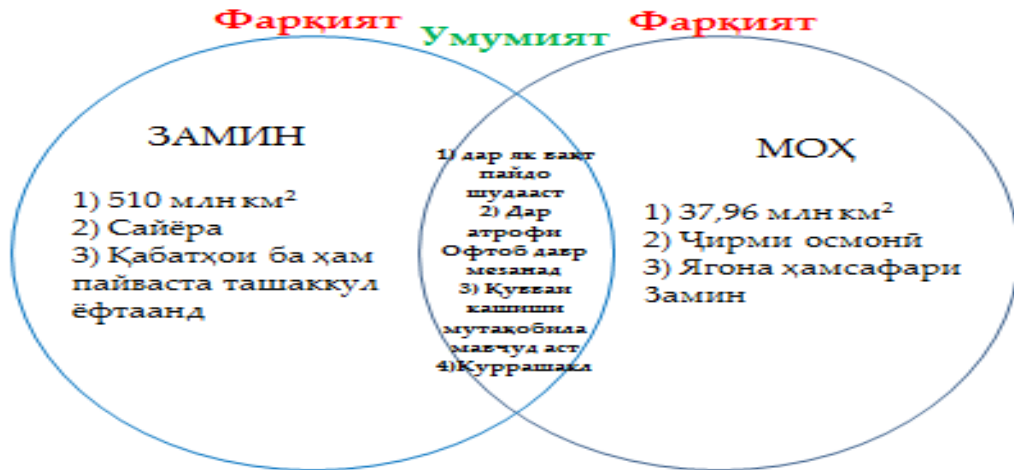 Фарқият
Умумият
Фарқият
ЗАМИН
1) 510 млн км²
2) Сайёра
3) Қабатҳои ба ҳам
пайваста ташаккул
ёфтаанд
1) дар як вақт
пайдо
шудааст
2) Дар
атрофи
Офтоб давр
мезанад
3) Қувваи
кашиши
мутақобила
мавҷуд аст
4)Куррашакл
МОҲ
1) 37,96 млн км²
2) Ҷирми осмонӣ
3) Ягона ҳамсафари
Замин